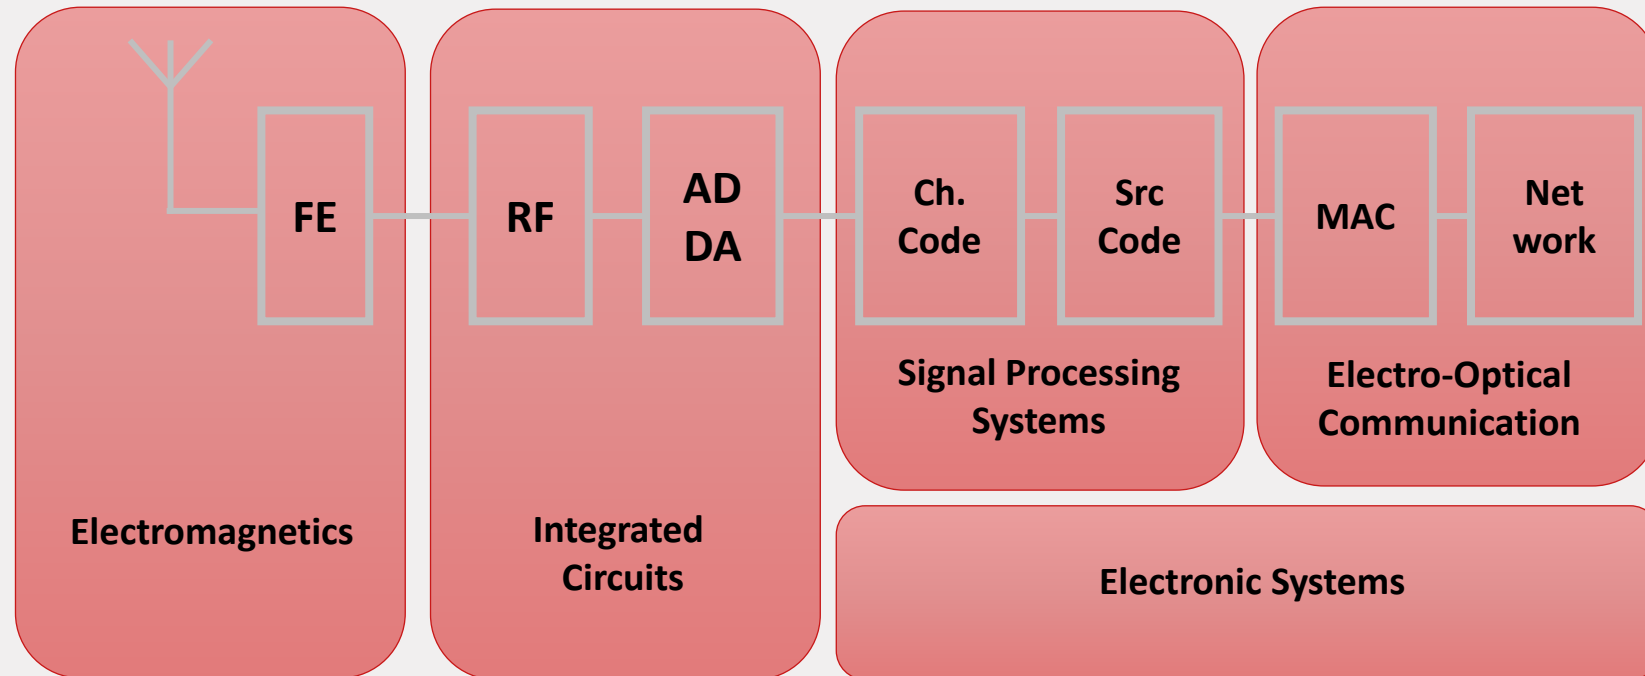 FE
RF
AD
DA
Ch.
Code
Src
Code
MAC
Net
work
Signal Processing
Systems
Electro-Optical
Communication
Electromagnetics
Integrated
Circuits
Electronic Systems